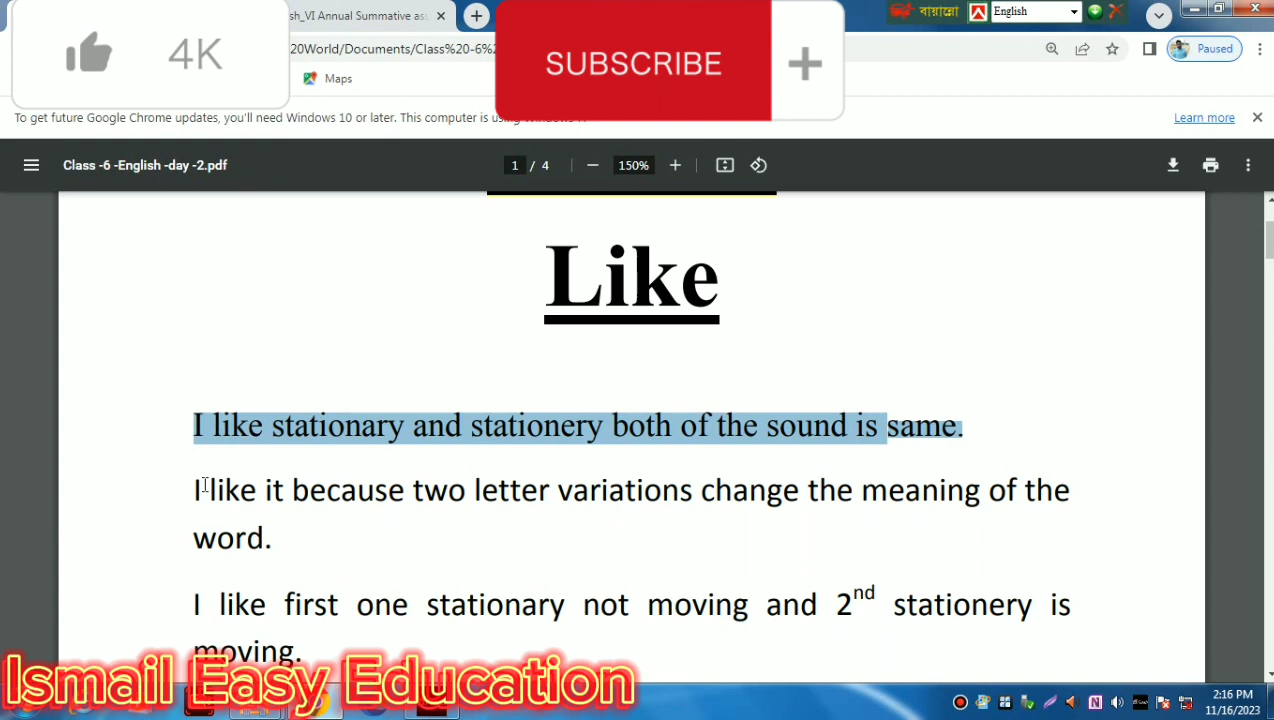 sh_VI Annual Summative ass
বায়ান্নো
English
4K
SUBSCRIBE
20World/Documents/Class%20-6%2
Paused
Maps
To get future Google Chrome updates, you'll need Windows 10 or later. This computer is using
Learn more
Class -6 -English -day -2.pdf
1 / 4
150%
Like
I like stationary and stationery both of the sound is same.
I like it because two letter variations change the meaning of the
word.
I like first one stationary not moving and 2nd stationery is
moving.
Ismail Easy Education
2:16 PM
11/16/2023